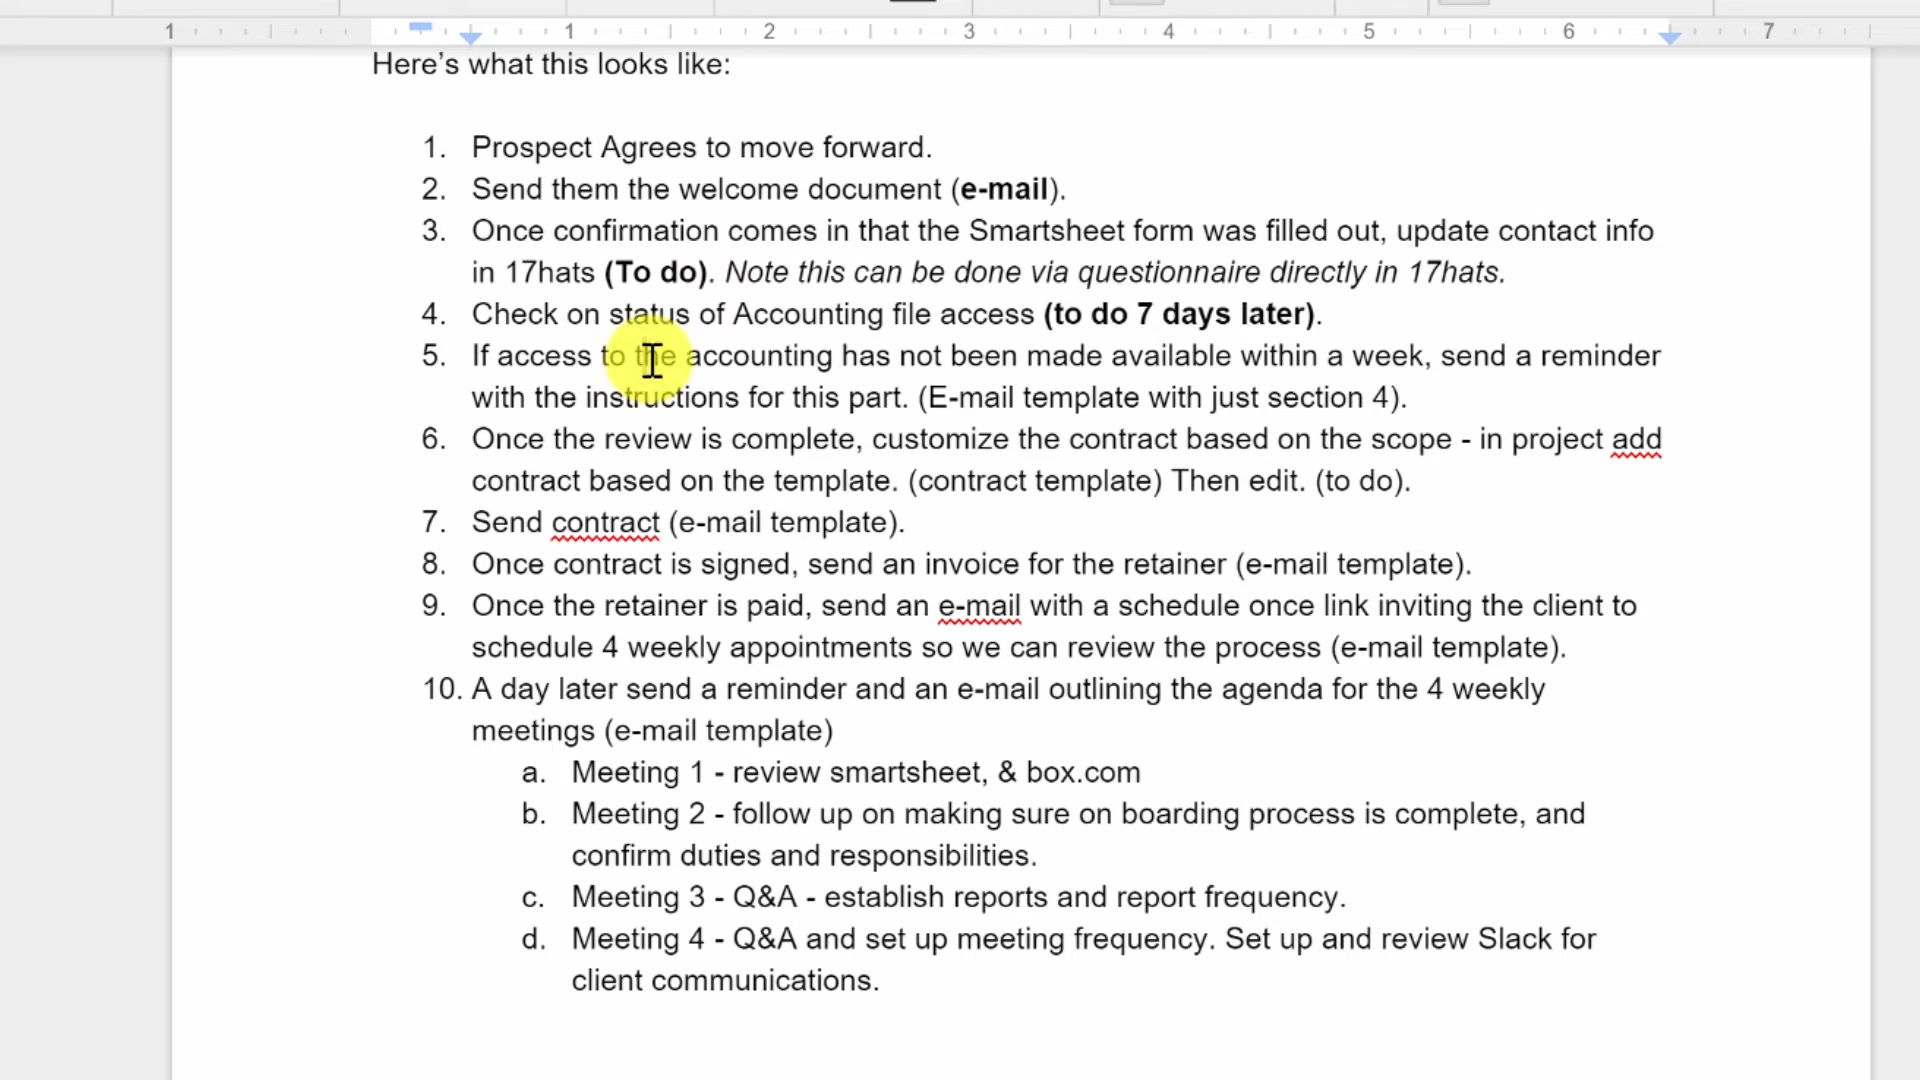 1 1 2 3 4 5 6 7
Here’s what this looks like:
1. Prospect Agrees to move forward.
2. Send them the welcome document (e-mail).
3. Once confirmation comes in that the Smartsheet form was filled out, update contact info
in 17hats (To do). Note this can be done via questionnaire directly in 17hats.
4. Check on status of Accounting file access (to do 7 days later).
5. If access to the accounting has not been made available within a week, send a reminder
with the instructions for this part. (E-mail template with just section 4).
6. Once the review is complete, customize the contract based on the scope - in project add
contract based on the template. (contract template) Then edit. (to do).
7. Send contract (e-mail template).
8. Once contract is signed, send an invoice for the retainer (e-mail template).
9. Once the retainer is paid, send an e-mail with a schedule once link inviting the client to
schedule 4 weekly appointments so we can review the process (e-mail template).
10. A day later send a reminder and an e-mail outlining the agenda for the 4 weekly
meetings (e-mail template)
a. Meeting 1 - review smartsheet, & box.com
b. Meeting 2 - follow up on making sure on boarding process is complete, and
confirm duties and responsibilities.
c. Meeting 3 - Q&A - establish reports and report frequency.
d. Meeting 4 - Q&A and set up meeting frequency. Set up and review Slack for
client communications.